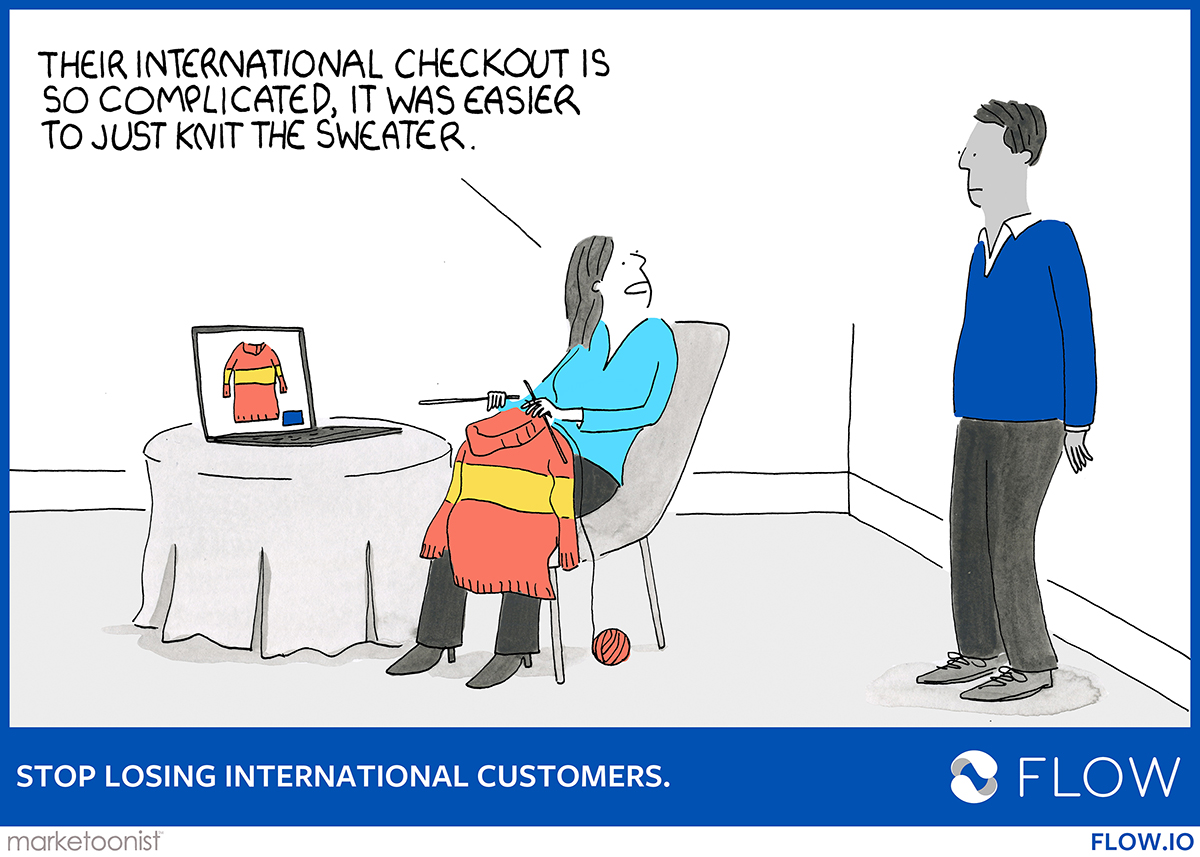 THEIR INTERNATIONAL CHECKOUT IS
SO COMPLICATED, IT WAS EASIER
TO JUST KNIT THE SWEATER.
STOP LOSING INTERNATIONAL CUSTOMERS.
FLOW
marketoonist™
FLOW.IO